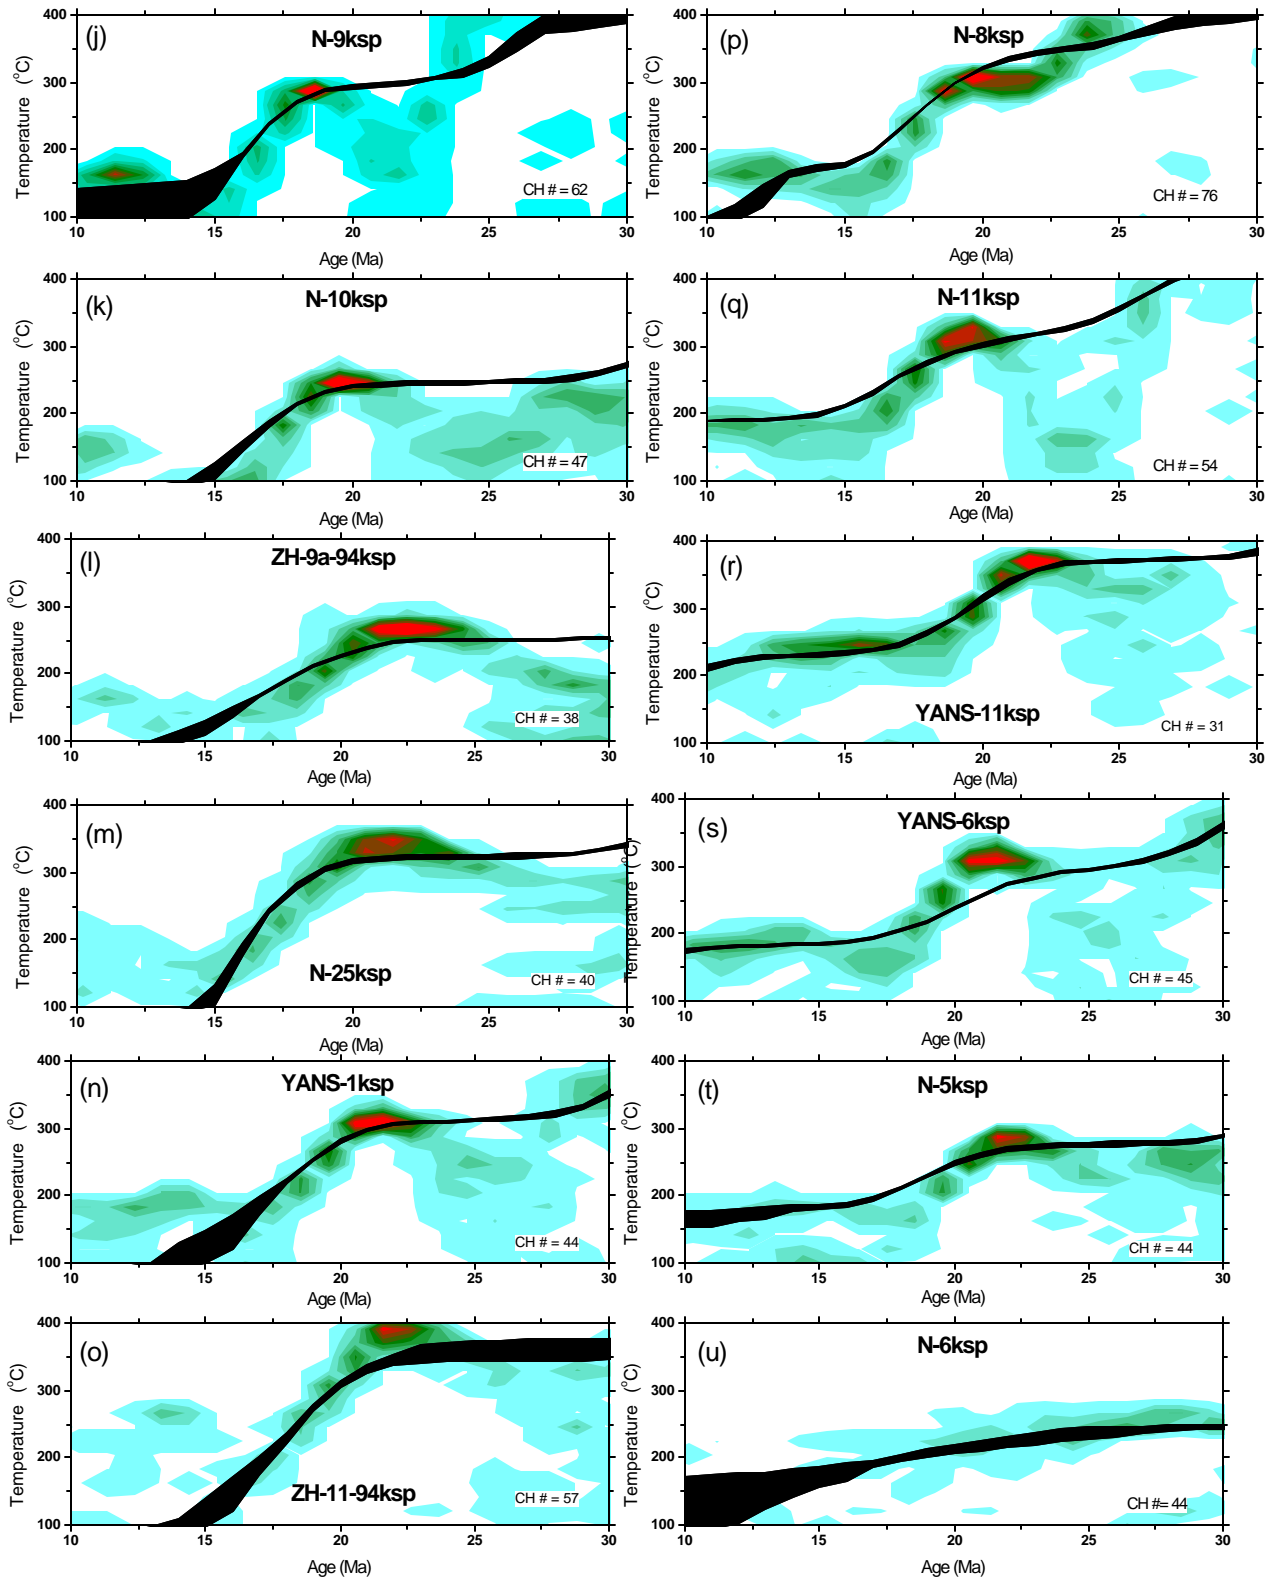 (j)
N-9ksp
Temperature (°C)
400
300
200
100
CH # = 62
10 15 20 25 30
Age (Ma)
(k)
N-10ksp
Temperature (°C)
400
300
200
100
CH # = 47
10 15 20 25 30
Age (Ma)
(l)
ZH-9a-94ksp
Temperature (°C)
400
300
200
100
CH # = 38
10 15 20 25 30
Age (Ma)
(m)
N-25ksp
Temperature (°C)
400
300
200
100
CH # = 40
10 15 20 25 30
Age (Ma)
(n)
YANS-1ksp
Temperature (°C)
400
300
200
100
CH # = 44
10 15 20 25 30
Age (Ma)
(o)
ZH-11-94ksp
Temperature (°C)
400
300
200
100
CH # = 57
10 15 20 25 30
Age (Ma)
(p)
N-8ksp
Temperature (°C)
400
300
200
100
CH # = 76
10 15 20 25 30
Age (Ma)
(q)
N-11ksp
Temperature (°C)
400
300
200
100
CH # = 54
10 15 20 25 30
Age (Ma)
(r)
YANS-11ksp
Temperature (°C)
400
300
200
100
CH # = 31
10 15 20 25 30
Age (Ma)
(s)
YANS-6ksp
Temperature (°C)
400
300
200
100
CH # = 45
10 15 20 25 30
Age (Ma)
(t)
N-5ksp
Temperature (°C)
400
300
200
100
CH # = 44
10 15 20 25 30
Age (Ma)
(u)
N-6ksp
Temperature (°C)
400
300
200
100
CH #= 44
10 15 20 25 30
Age (Ma)